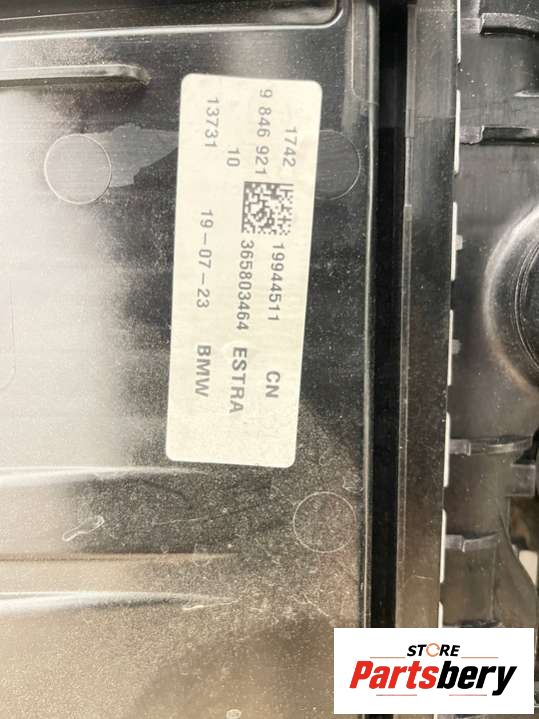 1742 19944511 CN
9 846 921 365803464 ESTRA
10
13731 19-07-23 BMW
STORE
Partsbery